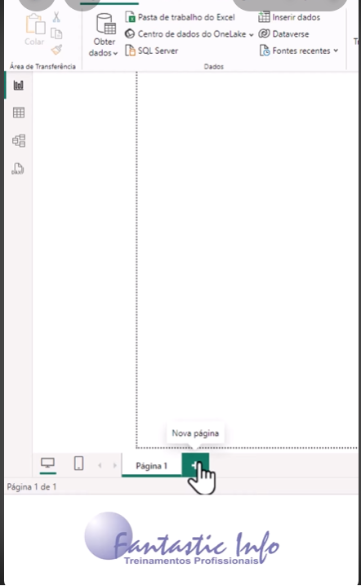 Pasta de trabalho do Excel
Inserir dados
Colar
Obter dados
Centro de dados do OneLake
Dataverse
SQL Server
Fontes recentes
Área de Transferência
Dados
Nova página
Página 1
Página 1 de 1
Fantastic Info
Treinamentos Profissionais